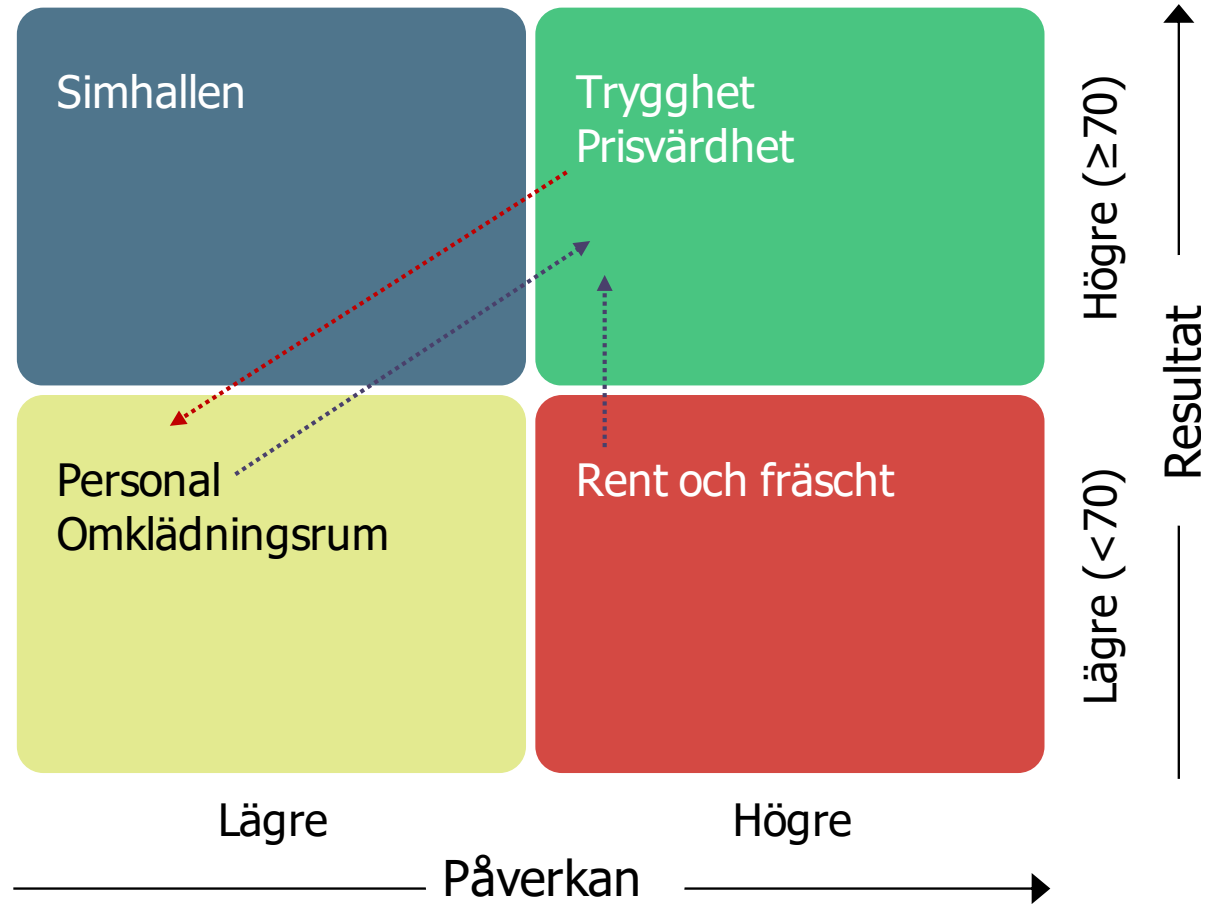 Simhallen
Trygghet
Prisvärdhet
Högre (≥70)
Resultat
Personal
Omklädningsrum
Rent och fräscht
Lägre (<70)
Lägre
Högre
Påverkan